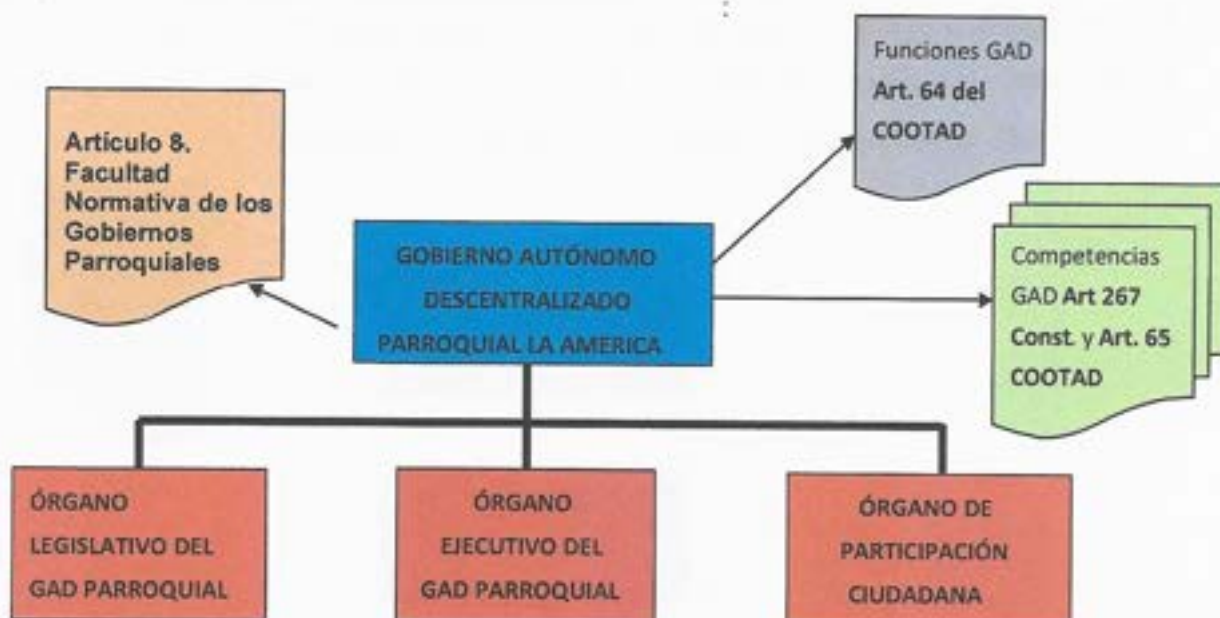 Funciones GAD
Art. 64 del
COOTAD
Artículo 8.
Facultad
Normativa de los
Gobiernos
Parroquiales
GOBIERNO AUTÓNOMO
DESCENTRALIZADO
PARROQUIAL LA AMERICA
Competencias
GAD Art 267
Const. y Art. 65
COOTAD
ÓRGANO
LEGISLATIVO DEL
GAD PARROQUIAL
ÓRGANO
EJECUTIVO DEL
GAD PARROQUIAL
ÓRGANO DE
PARTICIPACIÓN
CIUDADANA